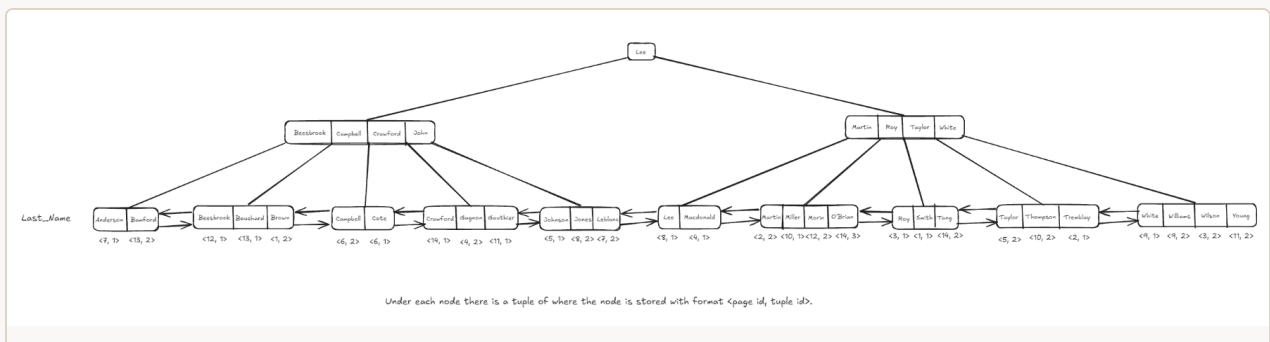 Lee
Beesbrook Campbell Crawford John
Martin Roy Taylor White
Last_Name
Anderson Bamford Beesbrook Bouchard Brown Campbell Cote Crawford Gagnon Gauthier Johnson Jones Leblanc Lee Macdonald Martin Miller Morin O'Brian Roy Smith Tang Taylor Thompson Tremblay White Williams Wilson Young
<7, 1> <13, 2> <12, 1> <13, 1> <1, 2> <6, 2> <6, 1> <14, 1> <4, 2> <11, 1> <5, 1> <8, 2> <7, 2> <8, 1> <4, 1> <2, 2> <10, 1> <12, 2> <14, 3> <3, 1> <1, 1> <14, 2> <5, 2> <10, 2> <2, 1> <9, 1> <9, 2> <3, 2> <11, 2>
Under each node there is a tuple of where the node is stored with format <page id, tuple id>.